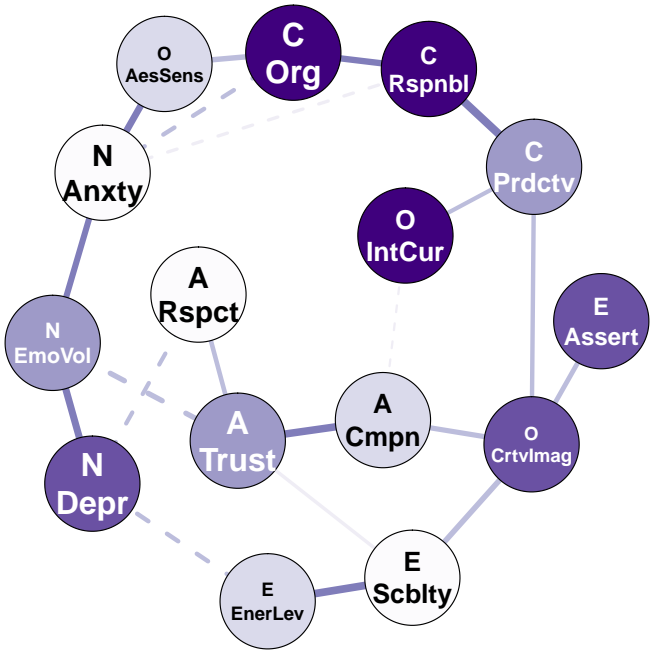 O
AesSens
C
Org
C
Rspnbl
N
Anxty
C
Prdctv
O
IntCur
A
Rspct
E
Assert
N
EmoVol
A
Trust
A
Cmpn
O
CrtvImag
N
Depr
E
EnerLev
E
Scblty